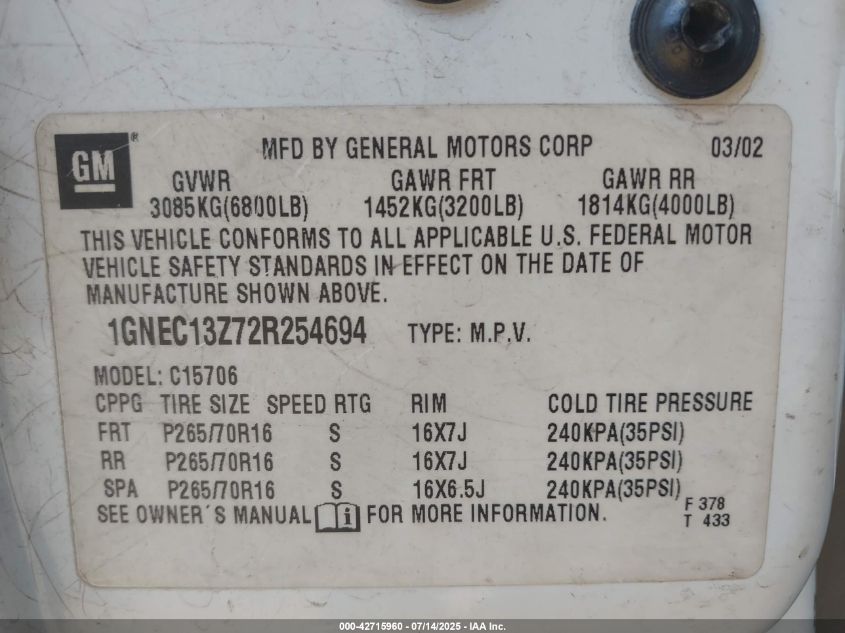 GM®
MFD BY GENERAL MOTORS CORP 03/02
GVWR GAWR FRT GAWR RR
3085KG(6800LB) 1452KG(3200LB) 1814KG(4000LB)
THIS VEHICLE CONFORMS TO ALL APPLICABLE U.S. FEDERAL MOTOR
VEHICLE SAFETY STANDARDS IN EFFECT ON THE DATE OF
MANUFACTURE SHOWN ABOVE.
1GNEC13Z72R254694 TYPE: M.P.V.
MODEL: C15706
CPPG TIRE SIZE SPEED RTG RIM COLD TIRE PRESSURE
FRT P265/70R16 S 16X7J 240KPA(35PSI)
RR P265/70R16 S 16X7J 240KPA(35PSI)
SPA P265/70R16 S 16X6.5J 240KPA(35PSI)
SEE OWNER´S MANUAL i FOR MORE INFORMATION.
F 378
T 433
000-42715960 - 07/14/2025 - IAA Inc.